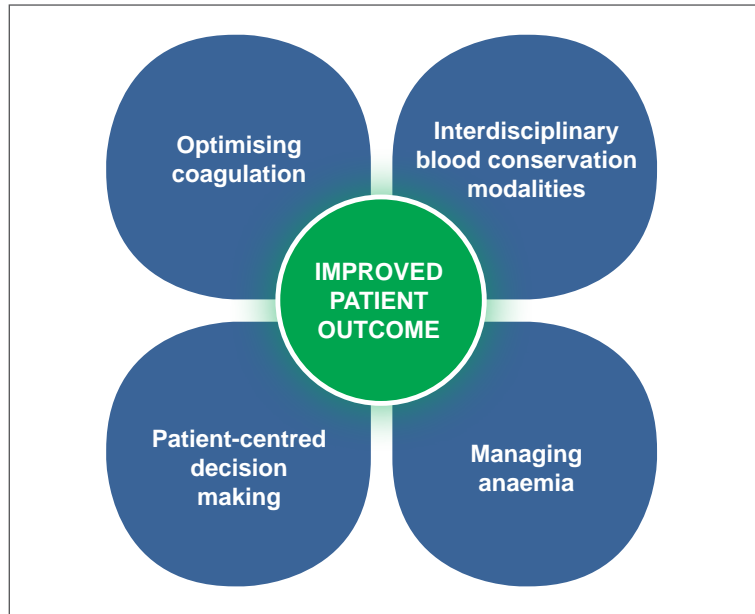 Optimising
coagulation
Interdisciplinary
blood conservation
modalities
IMPROVED
PATIENT
OUTCOME
Patient-centred
decision
making
Managing
anaemia